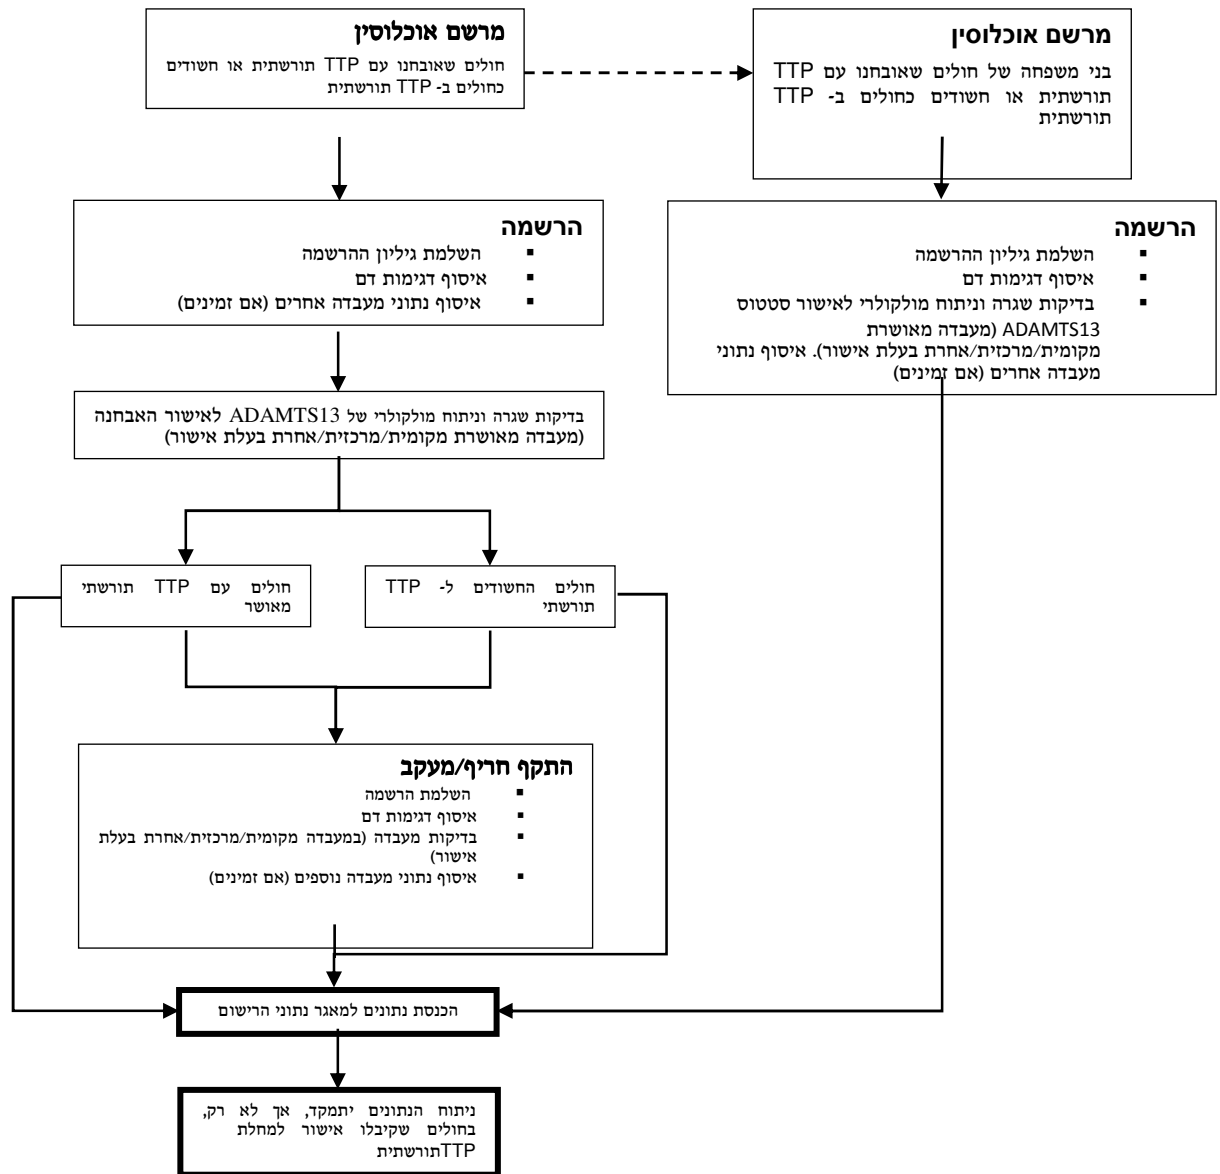 מרשם אוכלוסין
חולים שאובחנו עם TTP תורשתית או חשודים
כחולים ב- TTP תורשתית
מרשם אוכלוסין
בני משפחה של חולים שאובחנו עם TTP
תורשתית או חשודים כחולים ב- TTP
תורשתית
הרשמה
▪ השלמת גיליון ההרשמה
▪ איסוף דגימות דם
▪ איסוף נתוני מעבדה אחרים (אם זמינים)
הרשמה
▪ השלמת גיליון ההרשמה
▪ איסוף דגימות דם
▪ בדיקות שגרה וניתוח מולקולרי לאישור סטטוס
ADAMTS13 (מעבדה מאושרת
מקומית/מרכזית/אחרת בעלת אישור). איסוף נתוני
מעבדה אחרים (אם זמינים)
בדיקות שגרה וניתוח מולקולרי של ADAMTS13 לאישור האבחנה
(מעבדה מאושרת מקומית/מרכזית/אחרת בעלת אישור)
חולים עם TTP תורשתי
מאושר
חולים החשודים ל- TTP
תורשתי
התקף חריף/מעקב
▪ השלמת הרשמה
▪ איסוף דגימות דם
▪ בדיקות מעבדה (במעבדה מקומית/מרכזית/אחרת בעלת
אישור)
▪ איסוף נתוני מעבדה נוספים (אם זמינים)
הכנסת נתונים למאגר נתוני הרישום
ניתוח הנתונים יתמקד, אך לא רק,
בחולים שקיבלו אישור למחלת
TTPתורשתית